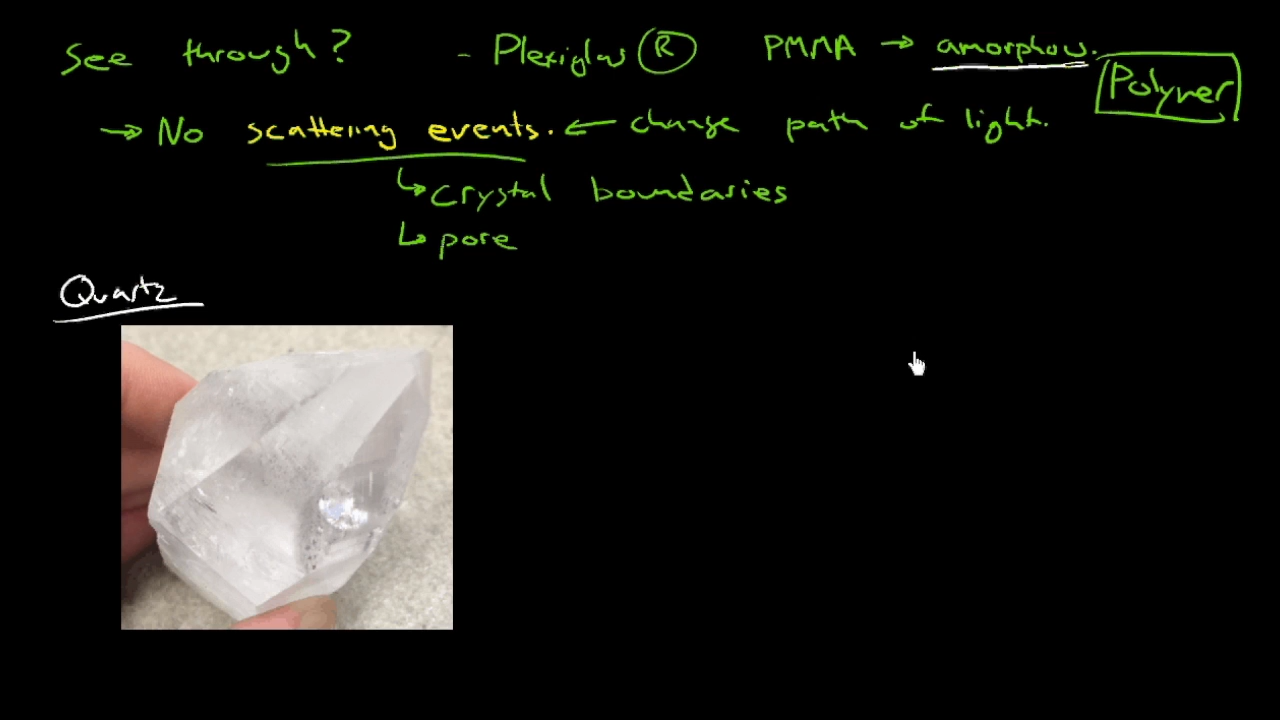 See through? - Plexiglas ® PMMA → amorphous.
Polymer
→ No scattering events. ← change path of light.
↳ crystal boundaries
↳ pore
Quartz